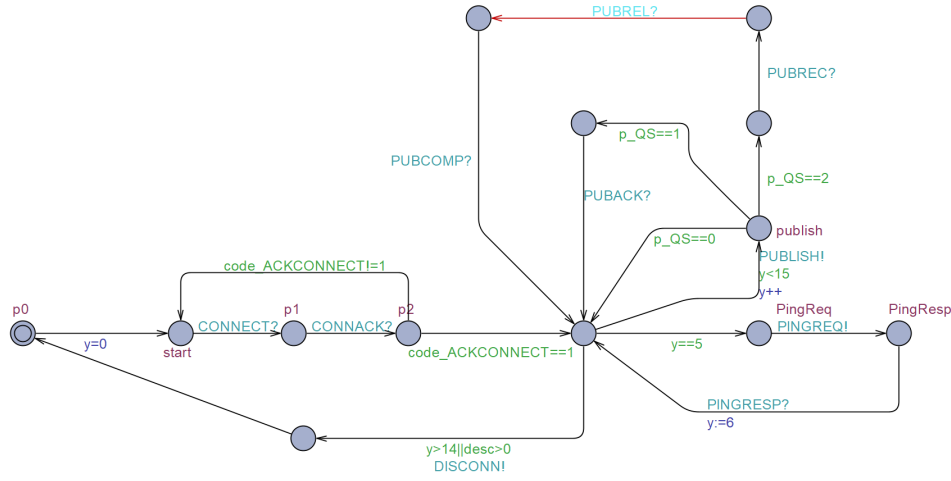 PUBREL?
PUBREC?
p_QS==1
PUBCOMP?
p_QS==2
PUBACK?
publish
p_QS==0
PUBLISH!
code_ACKCONNECT!=1
y<15
y++
p0
p1
p2
PingReq
PingResp
CONNECT?
CONNACK?
PINGREQ!
y=0
start
code_ACKCONNECT==1
y==5
PINGRESP?
y:=6
y>14||desc>0
DISCONN!